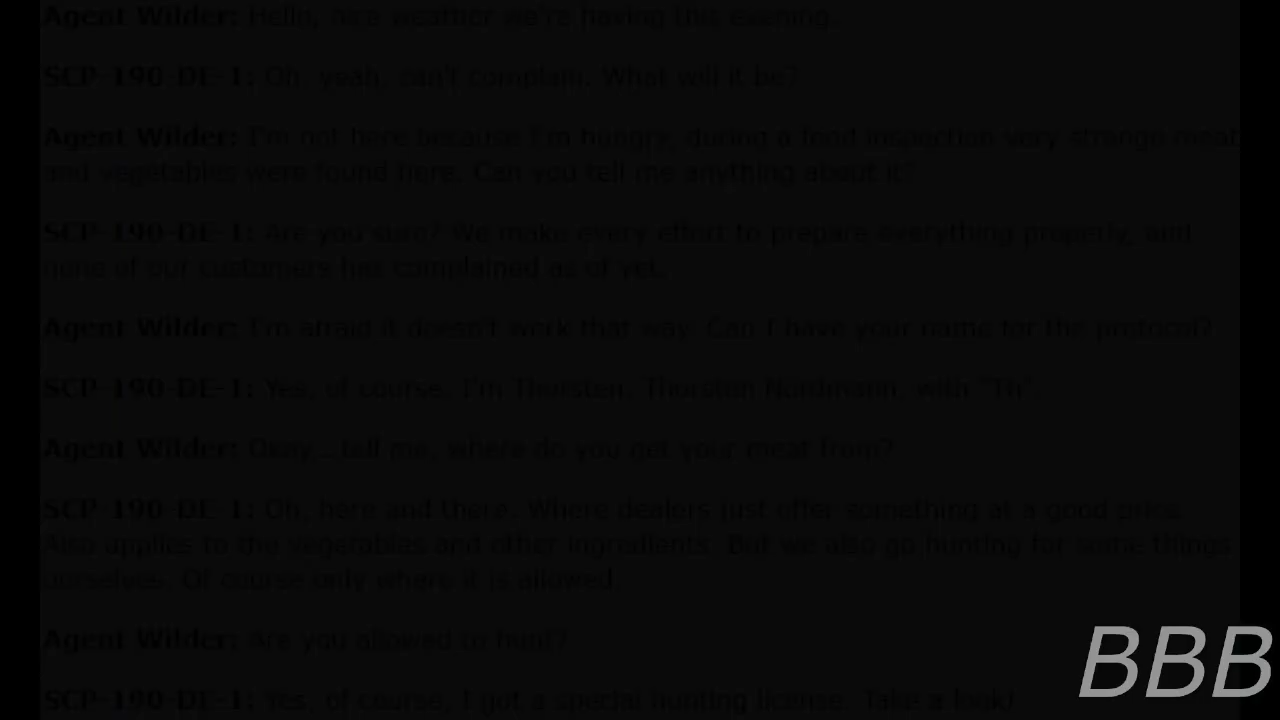 Agent Wilder: Hello, nice weather we're having this evening.
SCP-190-DE-1: Oh, yeah, can't complain. What will it be?
Agent Wilder: I'm not here because I'm hungry, during a food inspection very strange meat
and vegetables were found here. Can you tell me anything about it?
SCP-190-DE-1: Are you sure? We make every effort to prepare everything properly, and
none of our customers has complained as of yet.
Agent Wilder: I'm afraid it doesn't work that way. Can I have your name for the protocol?
SCP-190-DE-1: Yes, of course, I'm Thorsten, Thorsten Nordmann, with "Th".
Agent Wilder: Okay...tell me, where do you get your meat from?
SCP-190-DE-1: Oh, here and there. Where dealers just offer something at a good price.
Also applies to the vegetables and other ingredients. But we also go hunting for some things
ourselves. Of course only where it is allowed.
Agent Wilder: Are you allowed to hunt?
SCP-190-DE-1: Yes, of course, I got a special hunting license. Take a look!
BBB